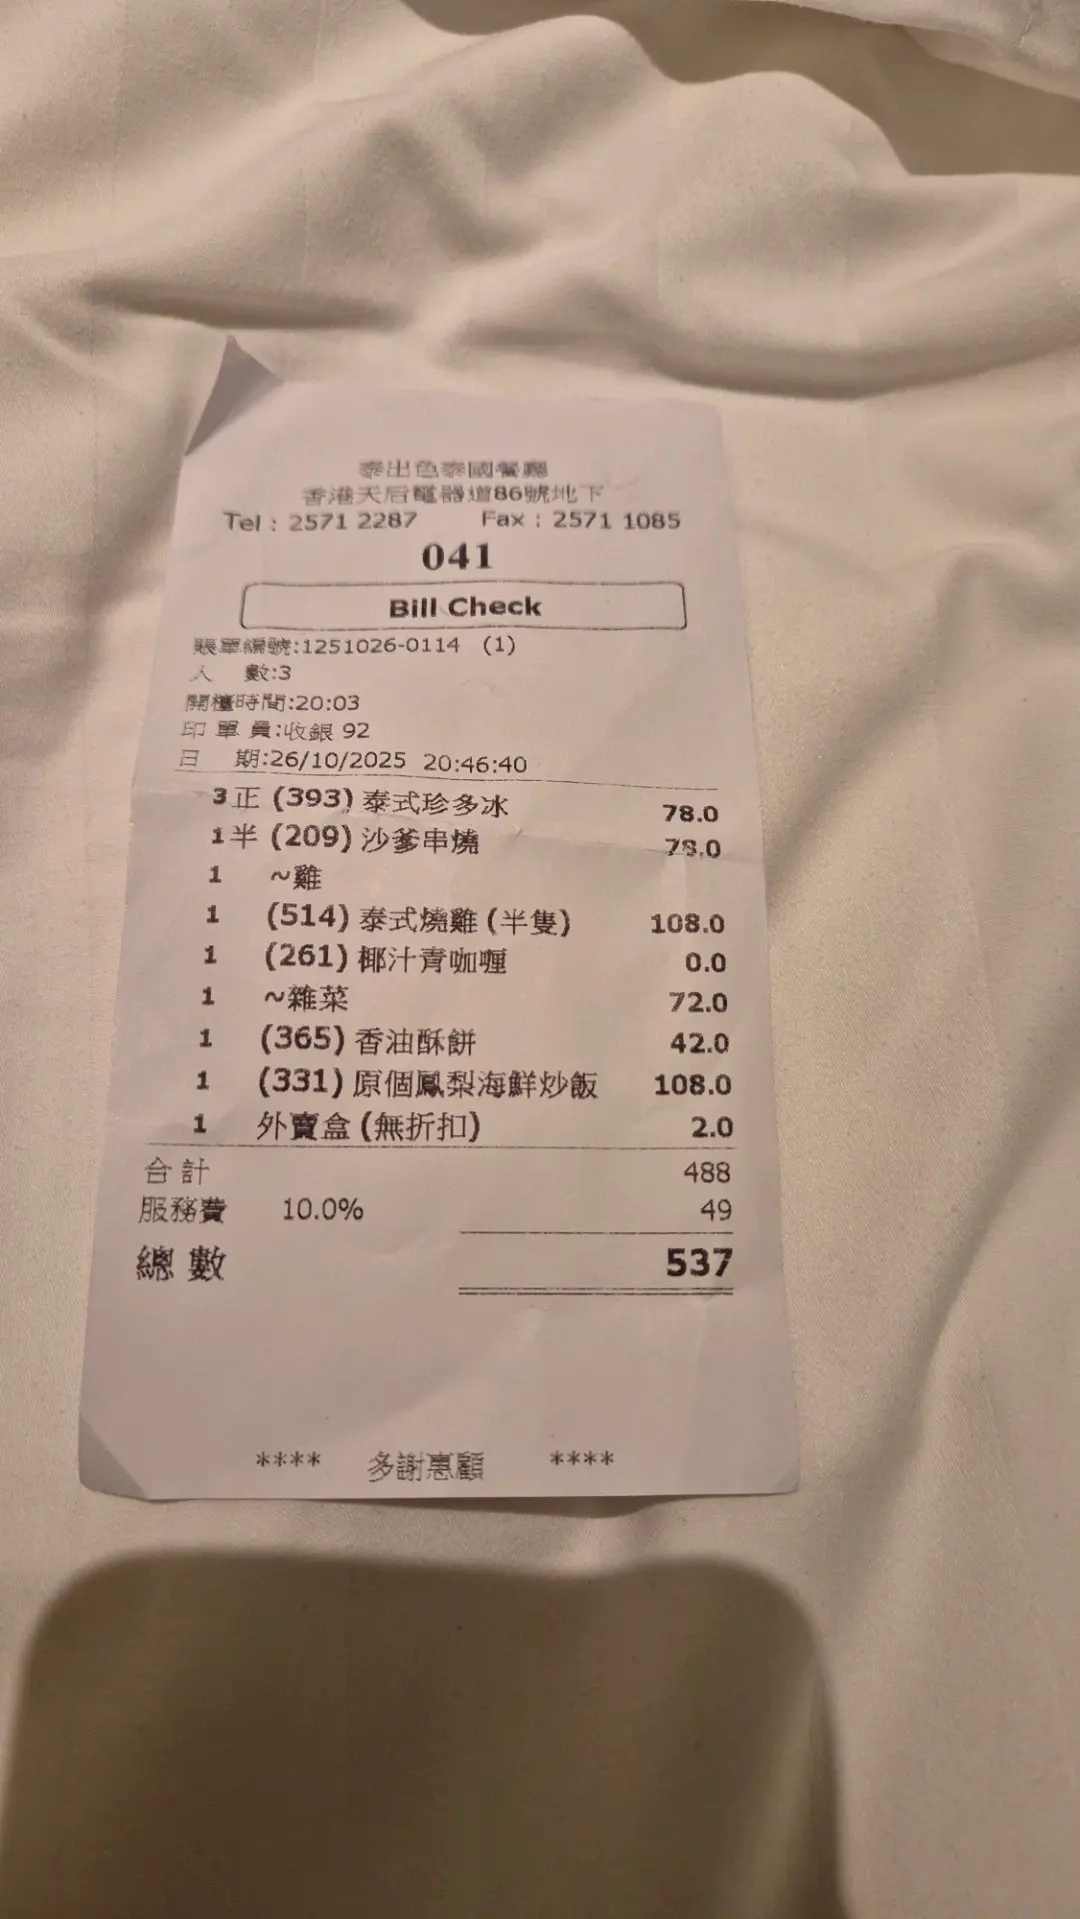 泰出色泰國餐廳
香港天后電器道86號地下
Tel : 2571 2287 Fax : 2571 1085
041
Bill Check
賬單編號:1251026-0114 (1)
人 數:3
開檯時間:20:03
印 單 員:收銀 92
日 期:26/10/2025 20:46:40
3 正 (393) 泰式珍多冰 78.0
1 半 (209) 沙爹串燒 78.0
1 ~雞
1 (514) 泰式燒雞 (半隻) 108.0
1 (261) 椰汁青咖喱 0.0
1 ~雜菜 72.0
1 (365) 香油酥餅 42.0
1 (331) 原個鳳梨海鮮炒飯 108.0
1 外賣盒 (無折扣) 2.0
合 計 488
服務費 10.0% 49
總 數 537
**** 多謝惠顧 ****